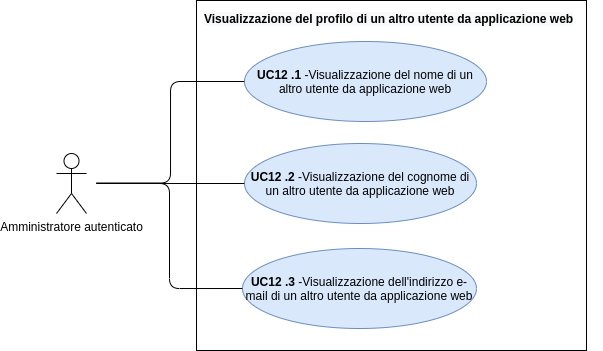 Visualizzazione del profilo di un altro utente da applicazione web
UC12 .1 -Visualizzazione del nome di un
altro utente da applicazione web
UC12 .2 -Visualizzazione del cognome di
un altro utente da applicazione web
Amministratore autenticato
UC12 .3 -Visualizzazione dell'indirizzo e-
mail di un altro utente da applicazione web